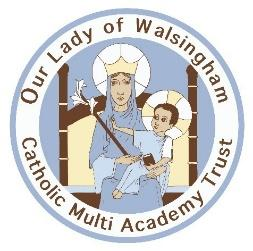 Our Lady of Walsingham
Catholic Multi Academy Trust